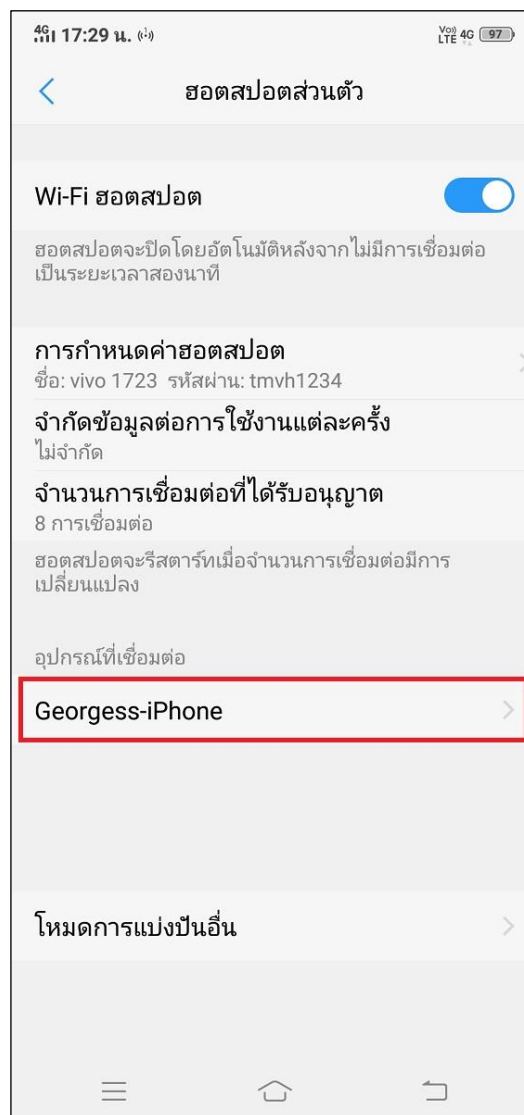 4G 17:29 น. VoD LTE 4G 97
ฮอตสปอตส่วนตัว
Wi-Fi ฮอตสปอต
ฮอตสปอตจะปิดโดยอัตโนมัติหลังจากไม่มีการเชื่อมต่อ
เป็นระยะเวลาสองนาที
การกำหนดค่าฮอตสปอต
ชื่อ: vivo 1723 รหัสผ่าน: tmvh1234
จำกัดข้อมูลต่อการใช้งานแต่ละครั้ง
ไม่จำกัด
จำนวนการเชื่อมต่อที่ได้รับอนุญาต
8 การเชื่อมต่อ
ฮอตสปอตจะรีสตาร์ทเมื่อจำนวนการเชื่อมต่อมีการ
เปลี่ยนแปลง
อุปกรณ์ที่เชื่อมต่อ
Georgess-iPhone
โหมดการแบ่งปันอื่น